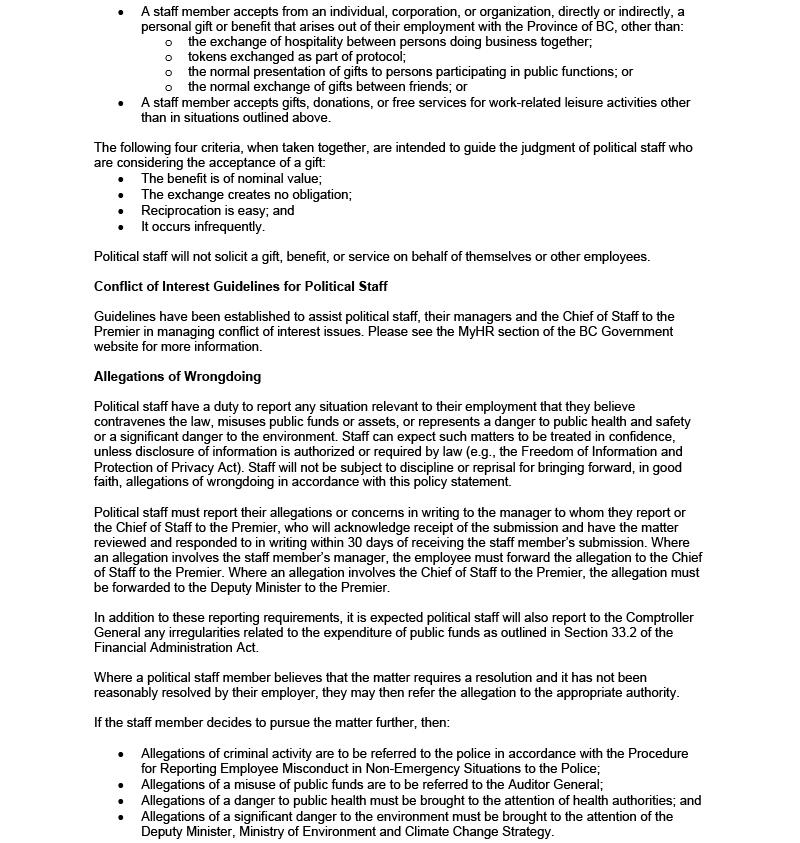 • A staff member accepts from an individual, corporation, or organization, directly or indirectly, a
personal gift or benefit that arises out of their employment with the Province of BC, other than:
o the exchange of hospitality between persons doing business together;
o tokens exchanged as part of protocol;
o the normal presentation of gifts to persons participating in public functions; or
o the normal exchange of gifts between friends; or
• A staff member accepts gifts, donations, or free services for work-related leisure activities other
than in situations outlined above.
The following four criteria, when taken together, are intended to guide the judgment of political staff who
are considering the acceptance of a gift:
• The benefit is of nominal value;
• The exchange creates no obligation;
• Reciprocation is easy; and
• It occurs infrequently.
Political staff will not solicit a gift, benefit, or service on behalf of themselves or other employees.
Conflict of Interest Guidelines for Political Staff
Guidelines have been established to assist political staff, their managers and the Chief of Staff to the
Premier in managing conflict of interest issues. Please see the MyHR section of the BC Government
website for more information.
Allegations of Wrongdoing
Political staff have a duty to report any situation relevant to their employment that they believe
contravenes the law, misuses public funds or assets, or represents a danger to public health and safety
or a significant danger to the environment. Staff can expect such matters to be treated in confidence,
unless disclosure of information is authorized or required by law (e.g., the Freedom of Information and
Protection of Privacy Act). Staff will not be subject to discipline or reprisal for bringing forward, in good
faith, allegations of wrongdoing in accordance with this policy statement.
Political staff must report their allegations or concerns in writing to the manager to whom they report or
the Chief of Staff to the Premier, who will acknowledge receipt of the submission and have the matter
reviewed and responded to in writing within 30 days of receiving the staff member's submission. Where
an allegation involves the staff member's manager, the employee must forward the allegation to the Chief
of Staff to the Premier. Where an allegation involves the Chief of Staff to the Premier, the allegation must
be forwarded to the Deputy Minister to the Premier.
In addition to these reporting requirements, it is expected political staff will also report to the Comptroller
General any irregularities related to the expenditure of public funds as outlined in Section 33.2 of the
Financial Administration Act.
Where a political staff member believes that the matter requires a resolution and it has not been
reasonably resolved by their employer, they may then refer the allegation to the appropriate authority.
If the staff member decides to pursue the matter further, then:
• Allegations of criminal activity are to be referred to the police in accordance with the Procedure
for Reporting Employee Misconduct in Non-Emergency Situations to the Police;
• Allegations of a misuse of public funds are to be referred to the Auditor General;
• Allegations of a danger to public health must be brought to the attention of health authorities; and
• Allegations of a significant danger to the environment must be brought to the attention of the
Deputy Minister, Ministry of Environment and Climate Change Strategy.